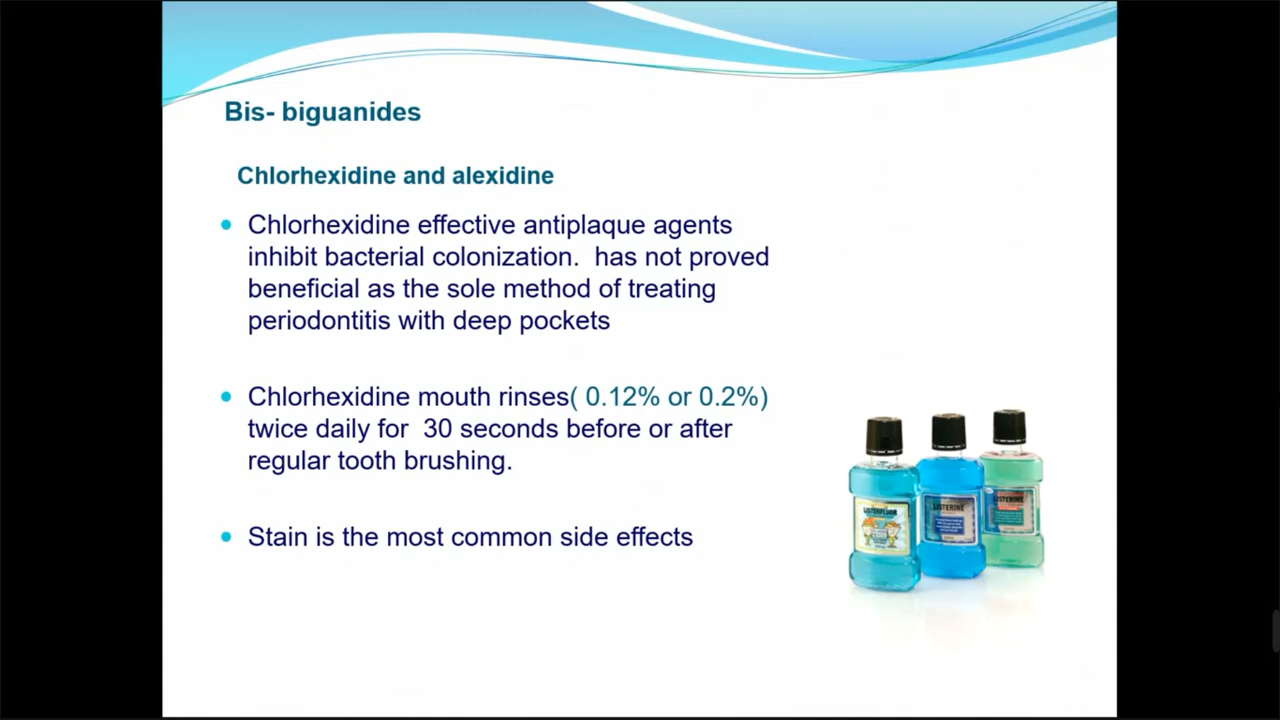 Bis- biguanides
Chlorhexidine and alexidine
Chlorhexidine effective antiplaque agents
inhibit bacterial colonization.  has not proved
beneficial as the sole method of treating
periodontitis with deep pockets
Chlorhexidine mouth rinses( 0.12% or 0.2%)
twice daily for  30 seconds before or after
regular tooth brushing.
Stain is the most common side effects
LISTERFLUOR
LISTERINE
LISTERINE